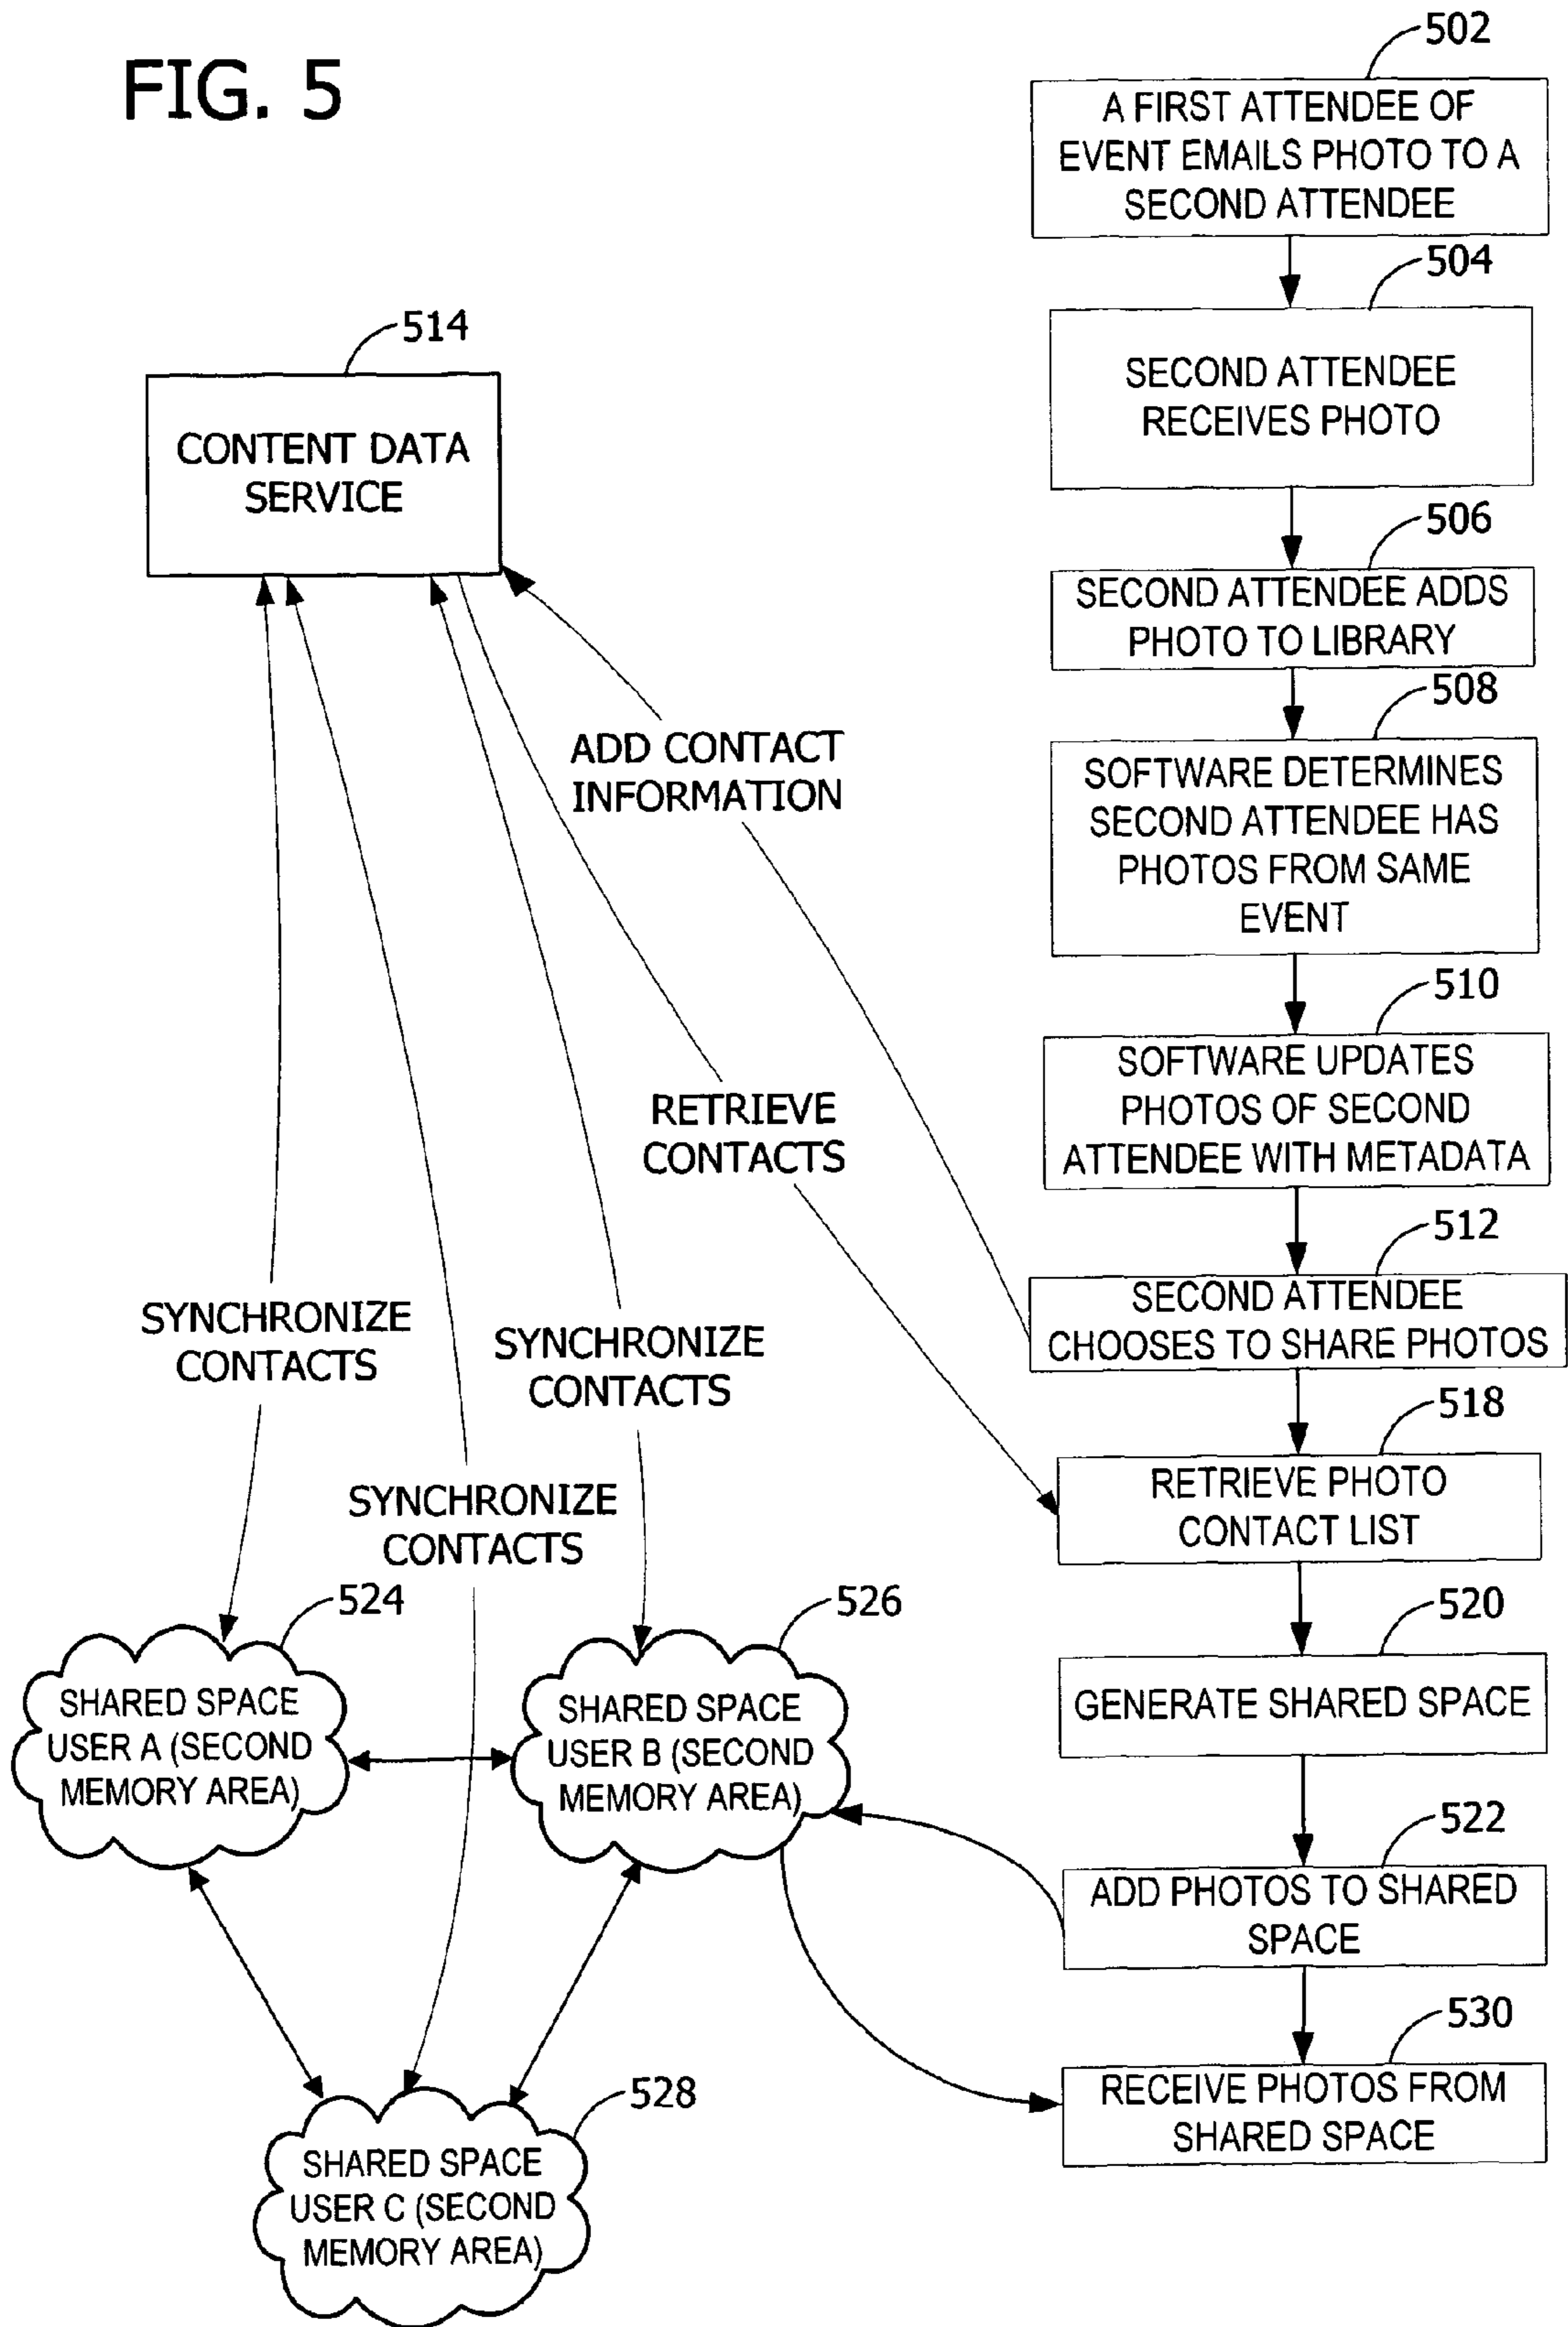 FIG. 5
502
A FIRST ATTENDEE OF
EVENT EMAILS PHOTO TO A
SECOND ATTENDEE
504
SECOND ATTENDEE
RECEIVES PHOTO
506
SECOND ATTENDEE ADDS
PHOTO TO LIBRARY
508
SOFTWARE DETERMINES
SECOND ATTENDEE HAS
PHOTOS FROM SAME
EVENT
510
SOFTWARE UPDATES
PHOTOS OF SECOND
ATTENDEE WITH METADATA
512
SECOND ATTENDEE
CHOOSES TO SHARE PHOTOS
514
CONTENT DATA
SERVICE
ADD CONTACT
INFORMATION
RETRIEVE
CONTACTS
518
RETRIEVE PHOTO
CONTACT LIST
520
GENERATE SHARED SPACE
522
ADD PHOTOS TO SHARED
SPACE
SYNCHRONIZE
CONTACTS
SYNCHRONIZE
CONTACTS
SYNCHRONIZE
CONTACTS
524
SHARED SPACE
USER A (SECOND
MEMORY AREA)
526
SHARED SPACE
USER B (SECOND
MEMORY AREA)
528
SHARED SPACE
USER C (SECOND
MEMORY AREA)
530
RECEIVE PHOTOS FROM
SHARED SPACE